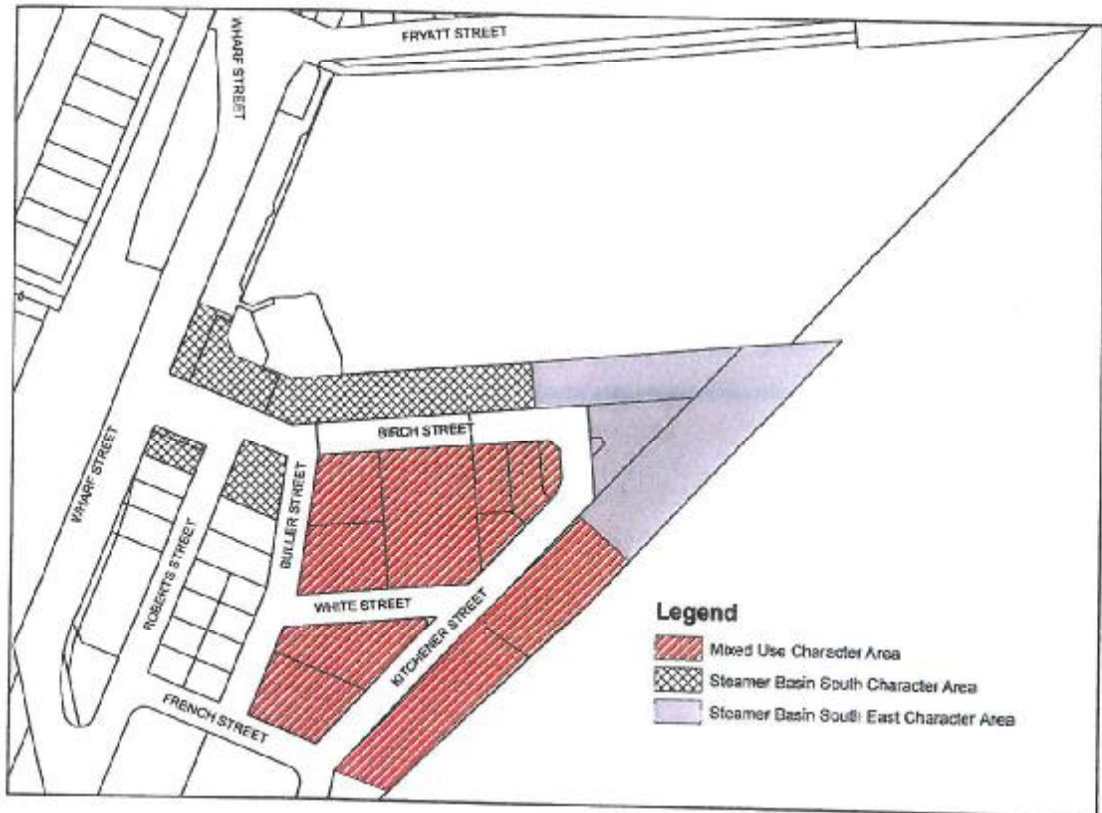 FRYATT STREET
WHARF STREET
BIRCH STREET
WHARF STREET
BULLER STREET
ROBERTS STREET
WHITE STREET
KITCHENER STREET
FRENCH STREET
Legend
Mixed Use Character Area
Steamer Basin South Character Area
Steamer Basin South East Character Area